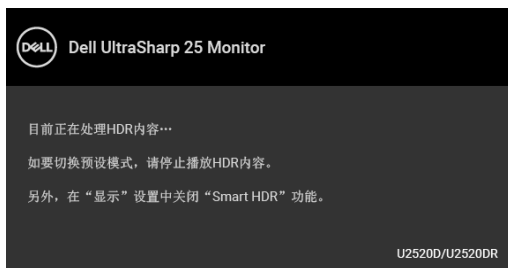 DELL Dell UltraSharp 25 Monitor
目前正在处理HDR内容…
如要切换预设模式，请停止播放HDR内容。
另外，在“显示”设置中关闭“Smart HDR”功能。
U2520D/U2520DR